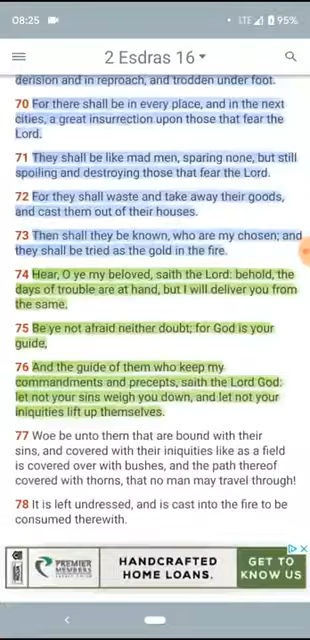 08:25
LTE
95%
2 Esdras 16
derision and in reproach, and trodden under foot.
70 For there shall be in every place, and in the next
cities, a great insurrection upon those that fear the
Lord.
71 They shall be like mad men, sparing none, but still
spoiling and destroying those that fear the Lord.
72 For they shall waste and take away their goods,
and cast them out of their houses.
73 Then shall they be known, who are my chosen; and
they shall be tried as the gold in the fire.
74 Hear, O ye my beloved, saith the Lord: behold, the
days of trouble are at hand, but I will deliver you from
the same.
75 Be ye not afraid neither doubt; for God is your
guide,
76 And the guide of them who keep my
commandments and precepts, saith the Lord God:
let not your sins weigh you down, and let not your
iniquities lift up themselves.
77 Woe be unto them that are bound with their
sins, and covered with their iniquities like as a field
is covered over with bushes, and the path thereof
covered with thorns, that no man may travel through!
78 It is left undressed, and is cast into the fire to be
consumed therewith.
PREMIER
MEMBERS
HANDCRAFTED
HOME LOANS.
GET TO
KNOW US